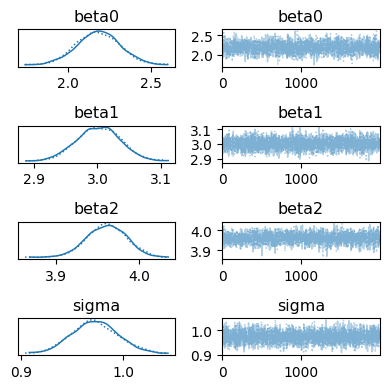 beta0 beta0
2.5
2.0
2.0 2.5 0 1000
beta1 beta1
3.1
3.0
2.9
2.9 3.0 3.1 0 1000
beta2 beta2
4.0
3.9
3.9 4.0 0 1000
sigma sigma
1.0
0.9
0.9 1.0 0 1000